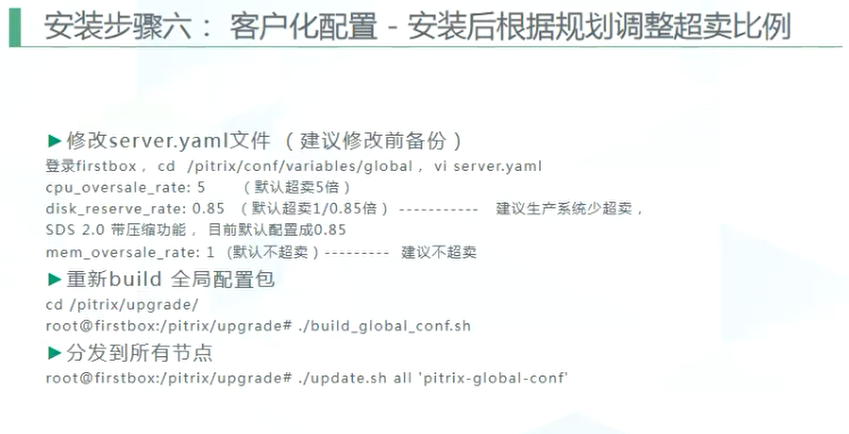 安装步骤六： 客户化配置 - 安装后根据规划调整超卖比例
►修改server.yaml文件 （建议修改前备份）
登录firstbox， cd /pitrix/conf/variables/global， vi server.yaml
cpu_oversale_rate: 5 （默认超卖5倍）
disk_reserve_rate: 0.85 （默认超卖1/0.85倍） ----------- 建议生产系统少超卖，
SDS 2.0 带压缩功能， 目前默认配置成0.85
mem_oversale_rate: 1 (默认不超卖）--------- 建议不超卖
►重新build 全局配置包
cd /pitrix/upgrade/
root@firstbox:/pitrix/upgrade# ./build_global_conf.sh
►分发到所有节点
root@firstbox:/pitrix/upgrade# ./update.sh all 'pitrix-global-conf'